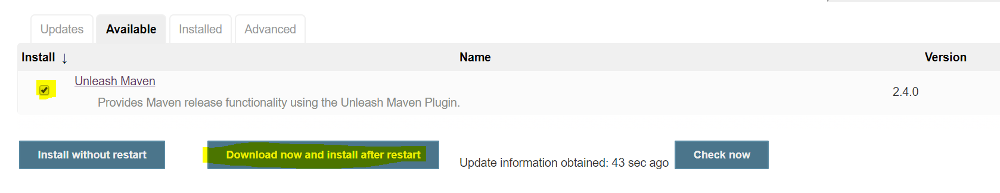 Updates Available Installed Advanced
Install ↓ Name Version
Unleash Maven
Provides Maven release functionality using the Unleash Maven Plugin.
2.4.0
Install without restart Download now and install after restart Update information obtained: 43 sec ago Check now